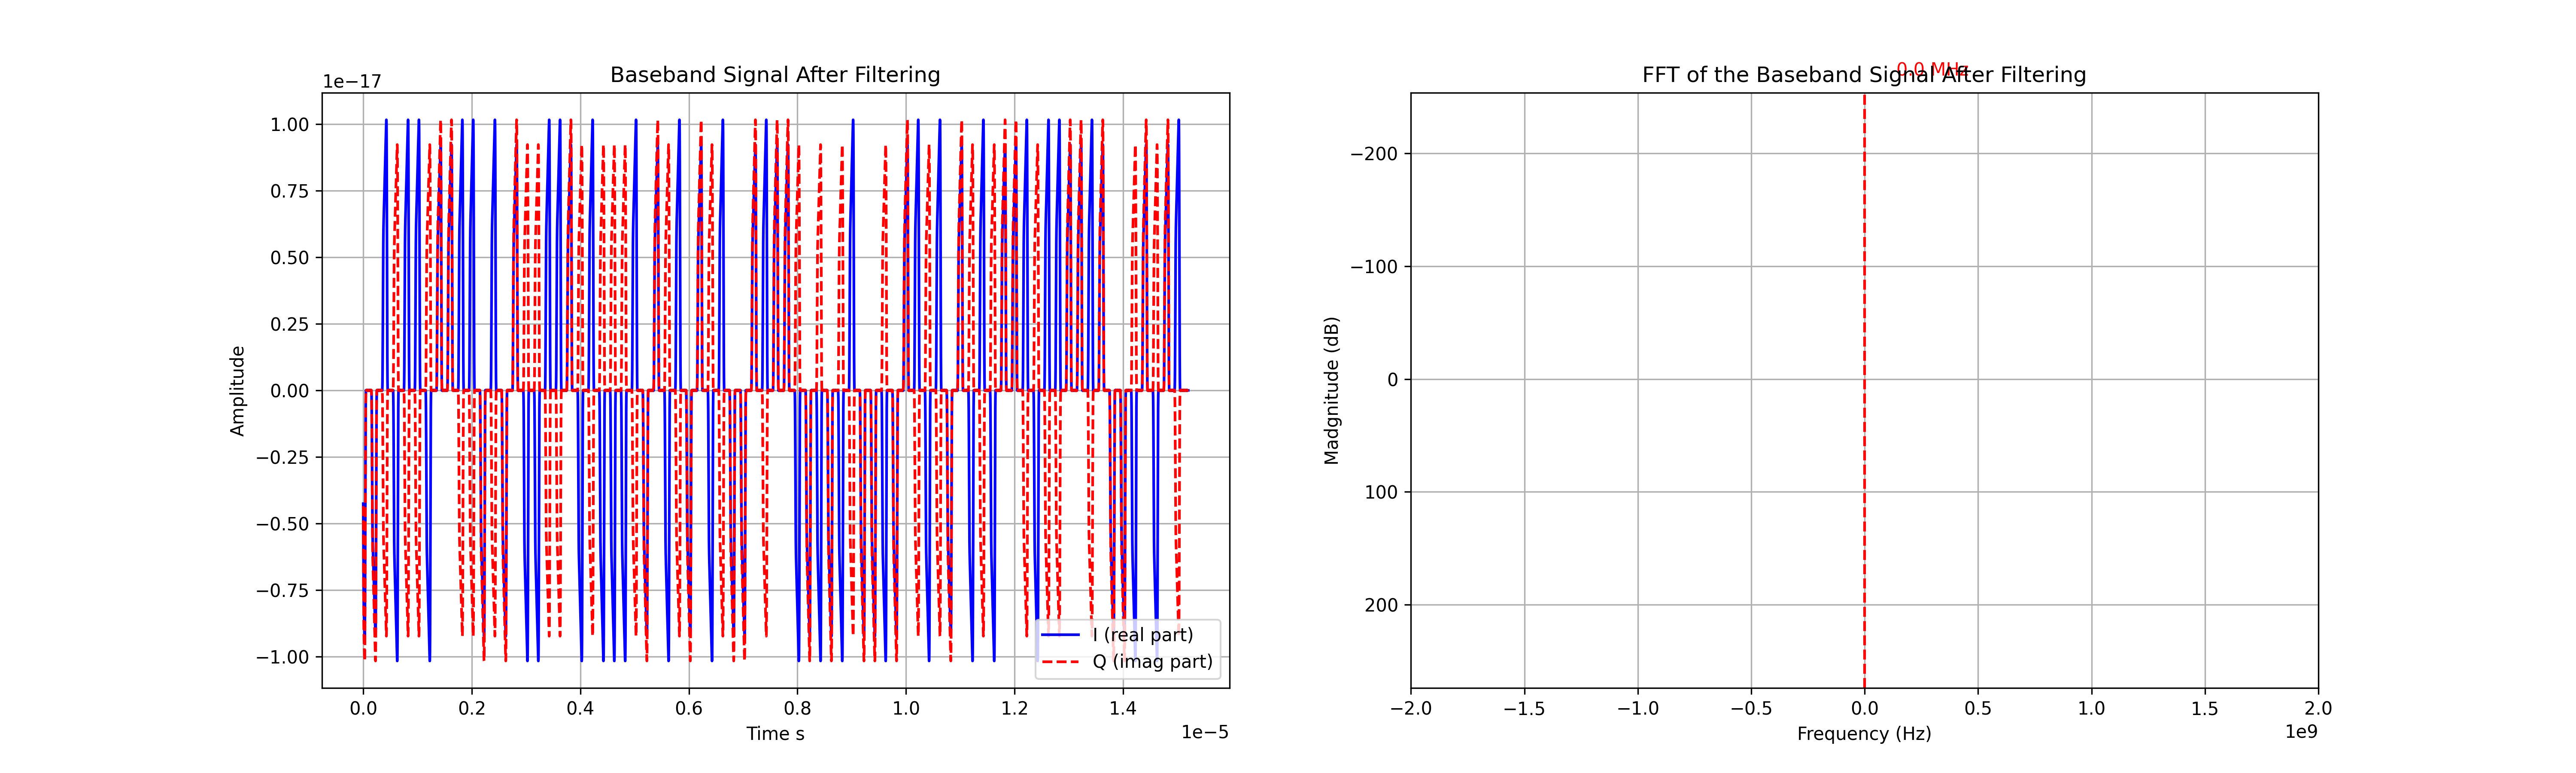 Baseband Signal After Filtering
1e−17
1.00
0.75
0.50
0.25
0.00
−0.25
−0.50
−0.75
−1.00
Amplitude
I (real part)
Q (imag part)
0.0 0.2 0.4 0.6 0.8 1.0 1.2 1.4
Time s
1e−5
0.0 MHz
FFT of the Baseband Signal After Filtering
−200
−100
0
100
200
Madgnitude (dB)
−2.0 −1.5 −1.0 −0.5 0.0 0.5 1.0 1.5 2.0
Frequency (Hz)
1e9